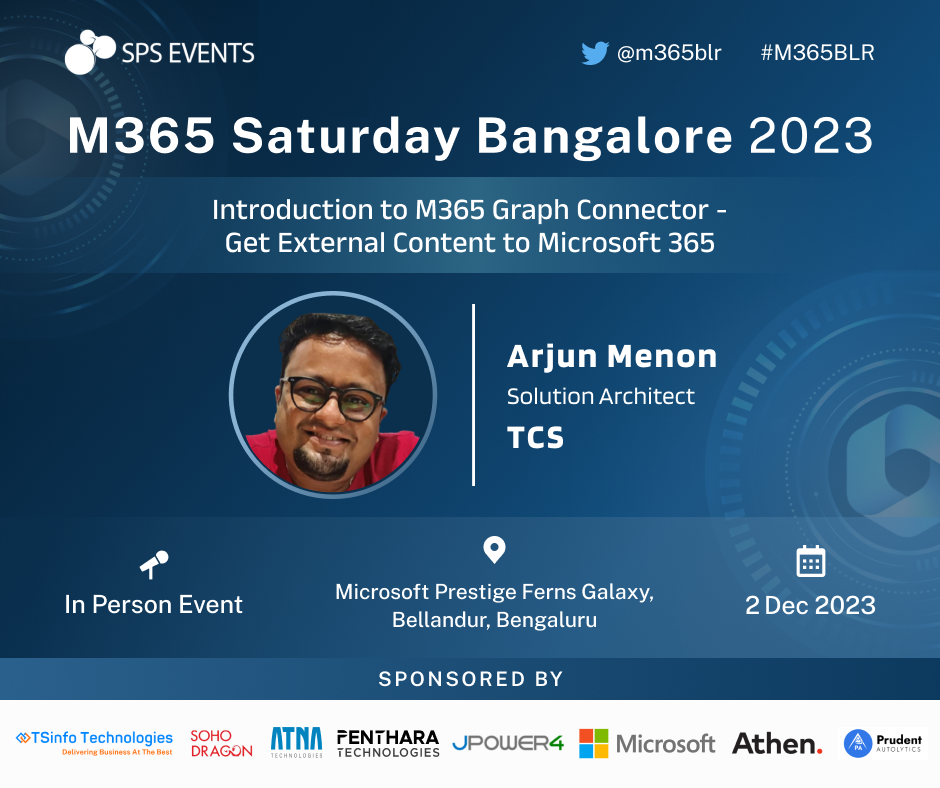 SPS EVENTS
@m365blr
#M365BLR
M365 Saturday Bangalore 2023
Introduction to M365 Graph Connector -
Get External Content to Microsoft 365
Arjun Menon
Solution Architect
TCS
In Person Event
Microsoft Prestige Ferns Galaxy,
Bellandur, Bengaluru
2 Dec 2023
SPONSORED BY
TSinfo Technologies
Delivering Business At The Best
SOHO
DRAGON
ATNA
TECHNOLOGIES
PENTHARA
TECHNOLOGIES
JPOWER4
Microsoft
Athen.
PA
Prudent
AUTOLYTICS